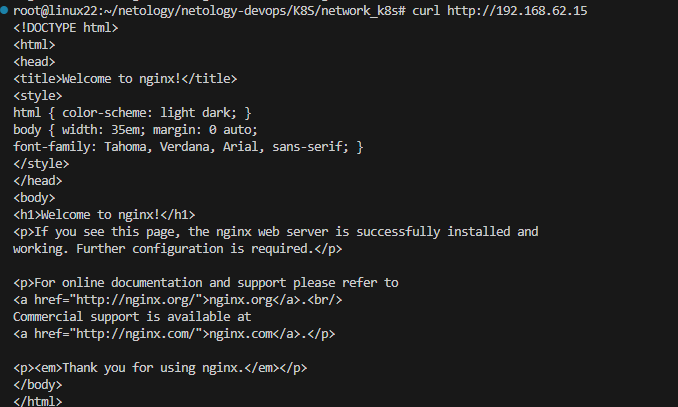 root@linux22:~/netology/netology-devops/K8S/network_k8s# curl http://192.168.62.15
<!DOCTYPE html>
<html>
<head>
<title>Welcome to nginx!</title>
<style>
html { color-scheme: light dark; }
body { width: 35em; margin: 0 auto;
font-family: Tahoma, Verdana, Arial, sans-serif; }
</style>
</head>
<body>
<h1>Welcome to nginx!</h1>
<p>If you see this page, the nginx web server is successfully installed and
working. Further configuration is required.</p>

<p>For online documentation and support please refer to
<a href="http://nginx.org/">nginx.org</a>.<br/>
Commercial support is available at
<a href="http://nginx.com/">nginx.com</a>.</p>

<p><em>Thank you for using nginx.</em></p>
</body>
</html>